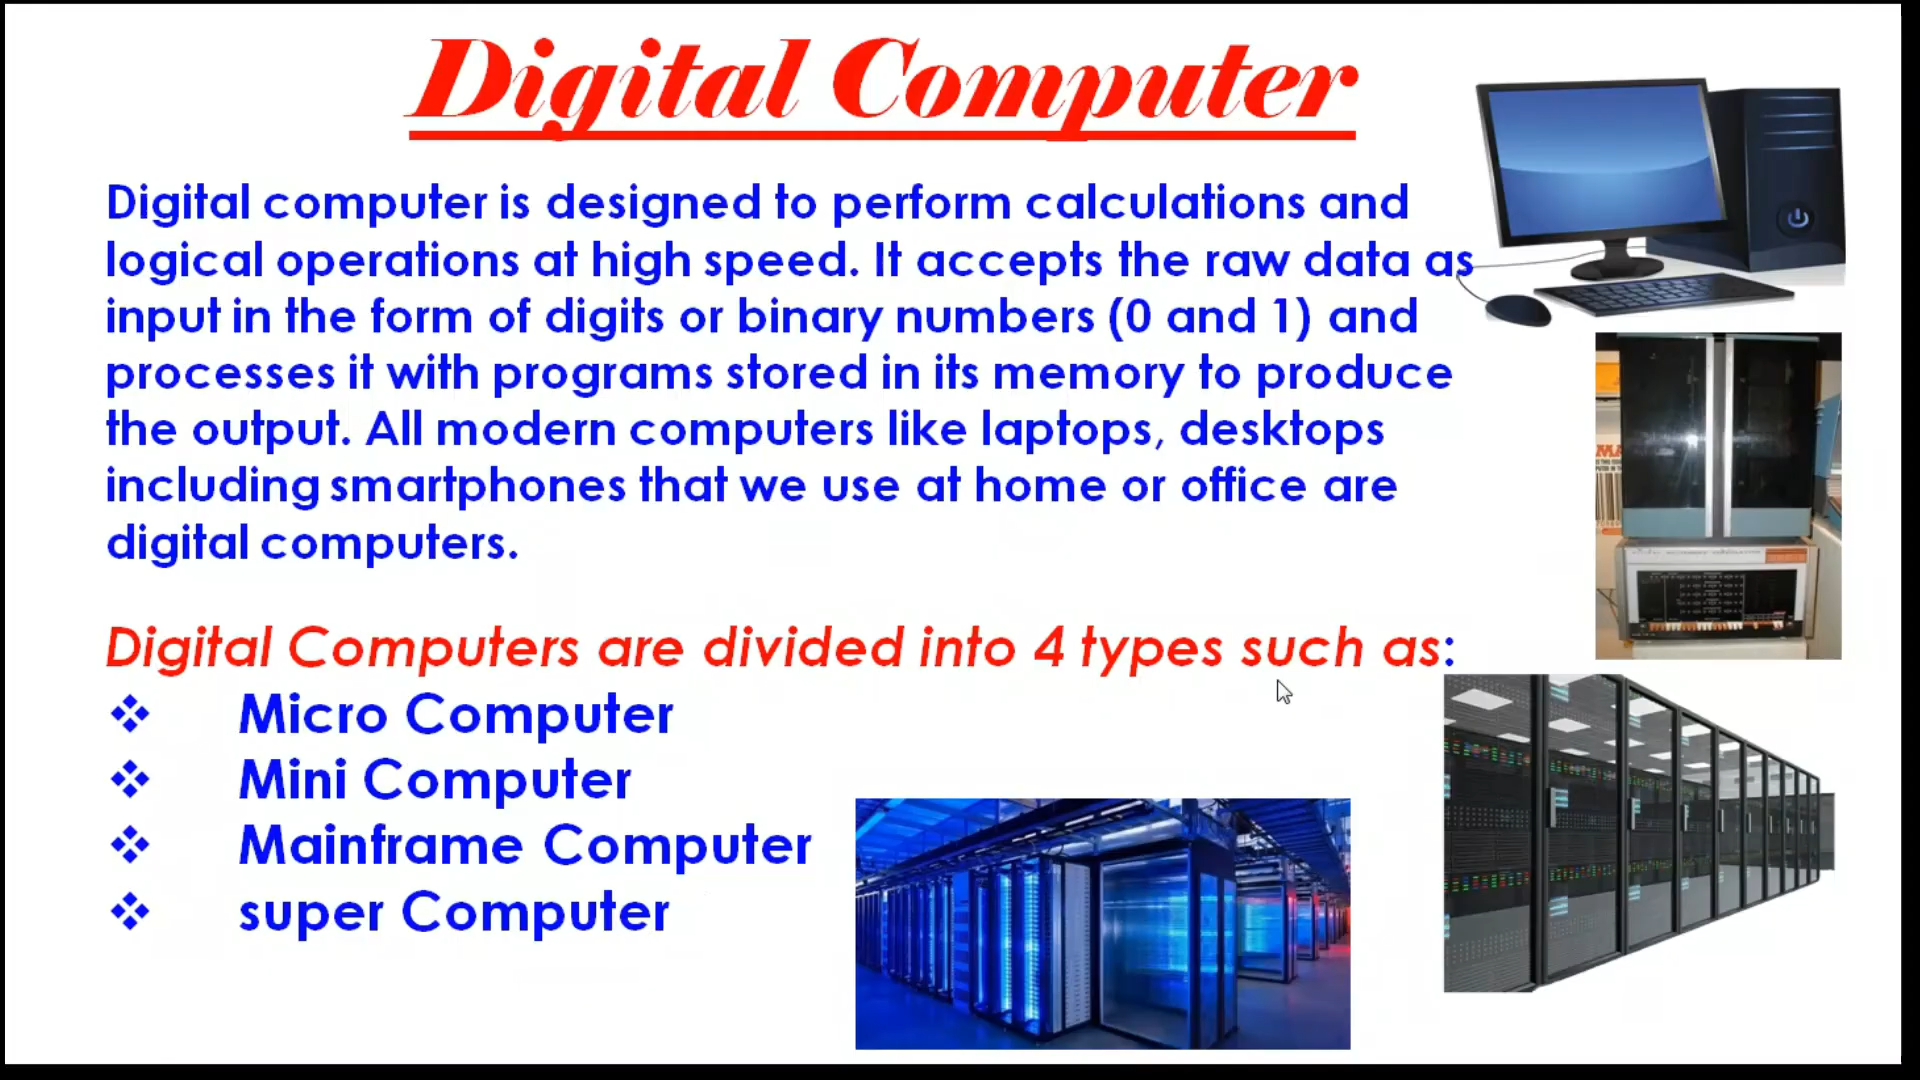 Digital Computer
Digital computer is designed to perform calculations and
logical operations at high speed. It accepts the raw data as
input in the form of digits or binary numbers (0 and 1) and
processes it with programs stored in its memory to produce
the output. All modern computers like laptops, desktops
including smartphones that we use at home or office are
digital computers.
Digital Computers are divided into 4 types such as:
❖ Micro Computer
❖ Mini Computer
❖ Mainframe Computer
❖ super Computer